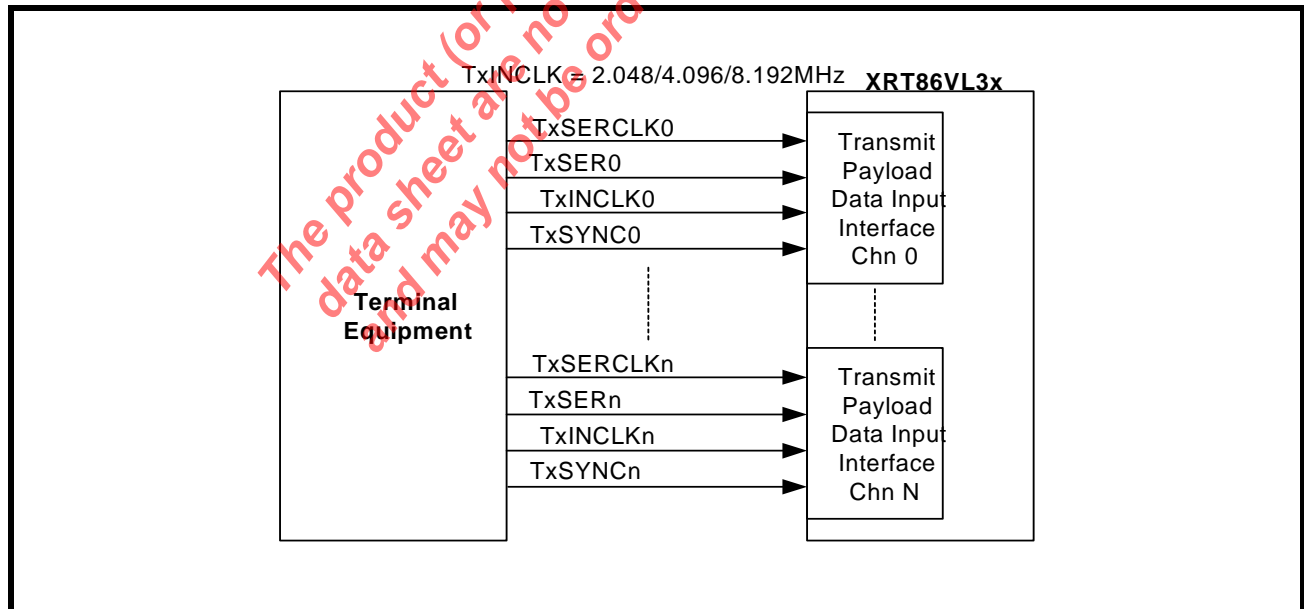 TxINCLK = 2.048/4.096/8.192MHz
XRT86VL3x
TxSERCLK0
TxSER0
TxINCLK0
TxSYNC0
Transmit
Payload
Data Input
Interface
Chn 0
Terminal
Equipment
TxSERCLKn
TxSERn
TxINCLKn
TxSYNCn
Transmit
Payload
Data Input
Interface
Chn N
The product (or
data sheet are no
and may not be ord